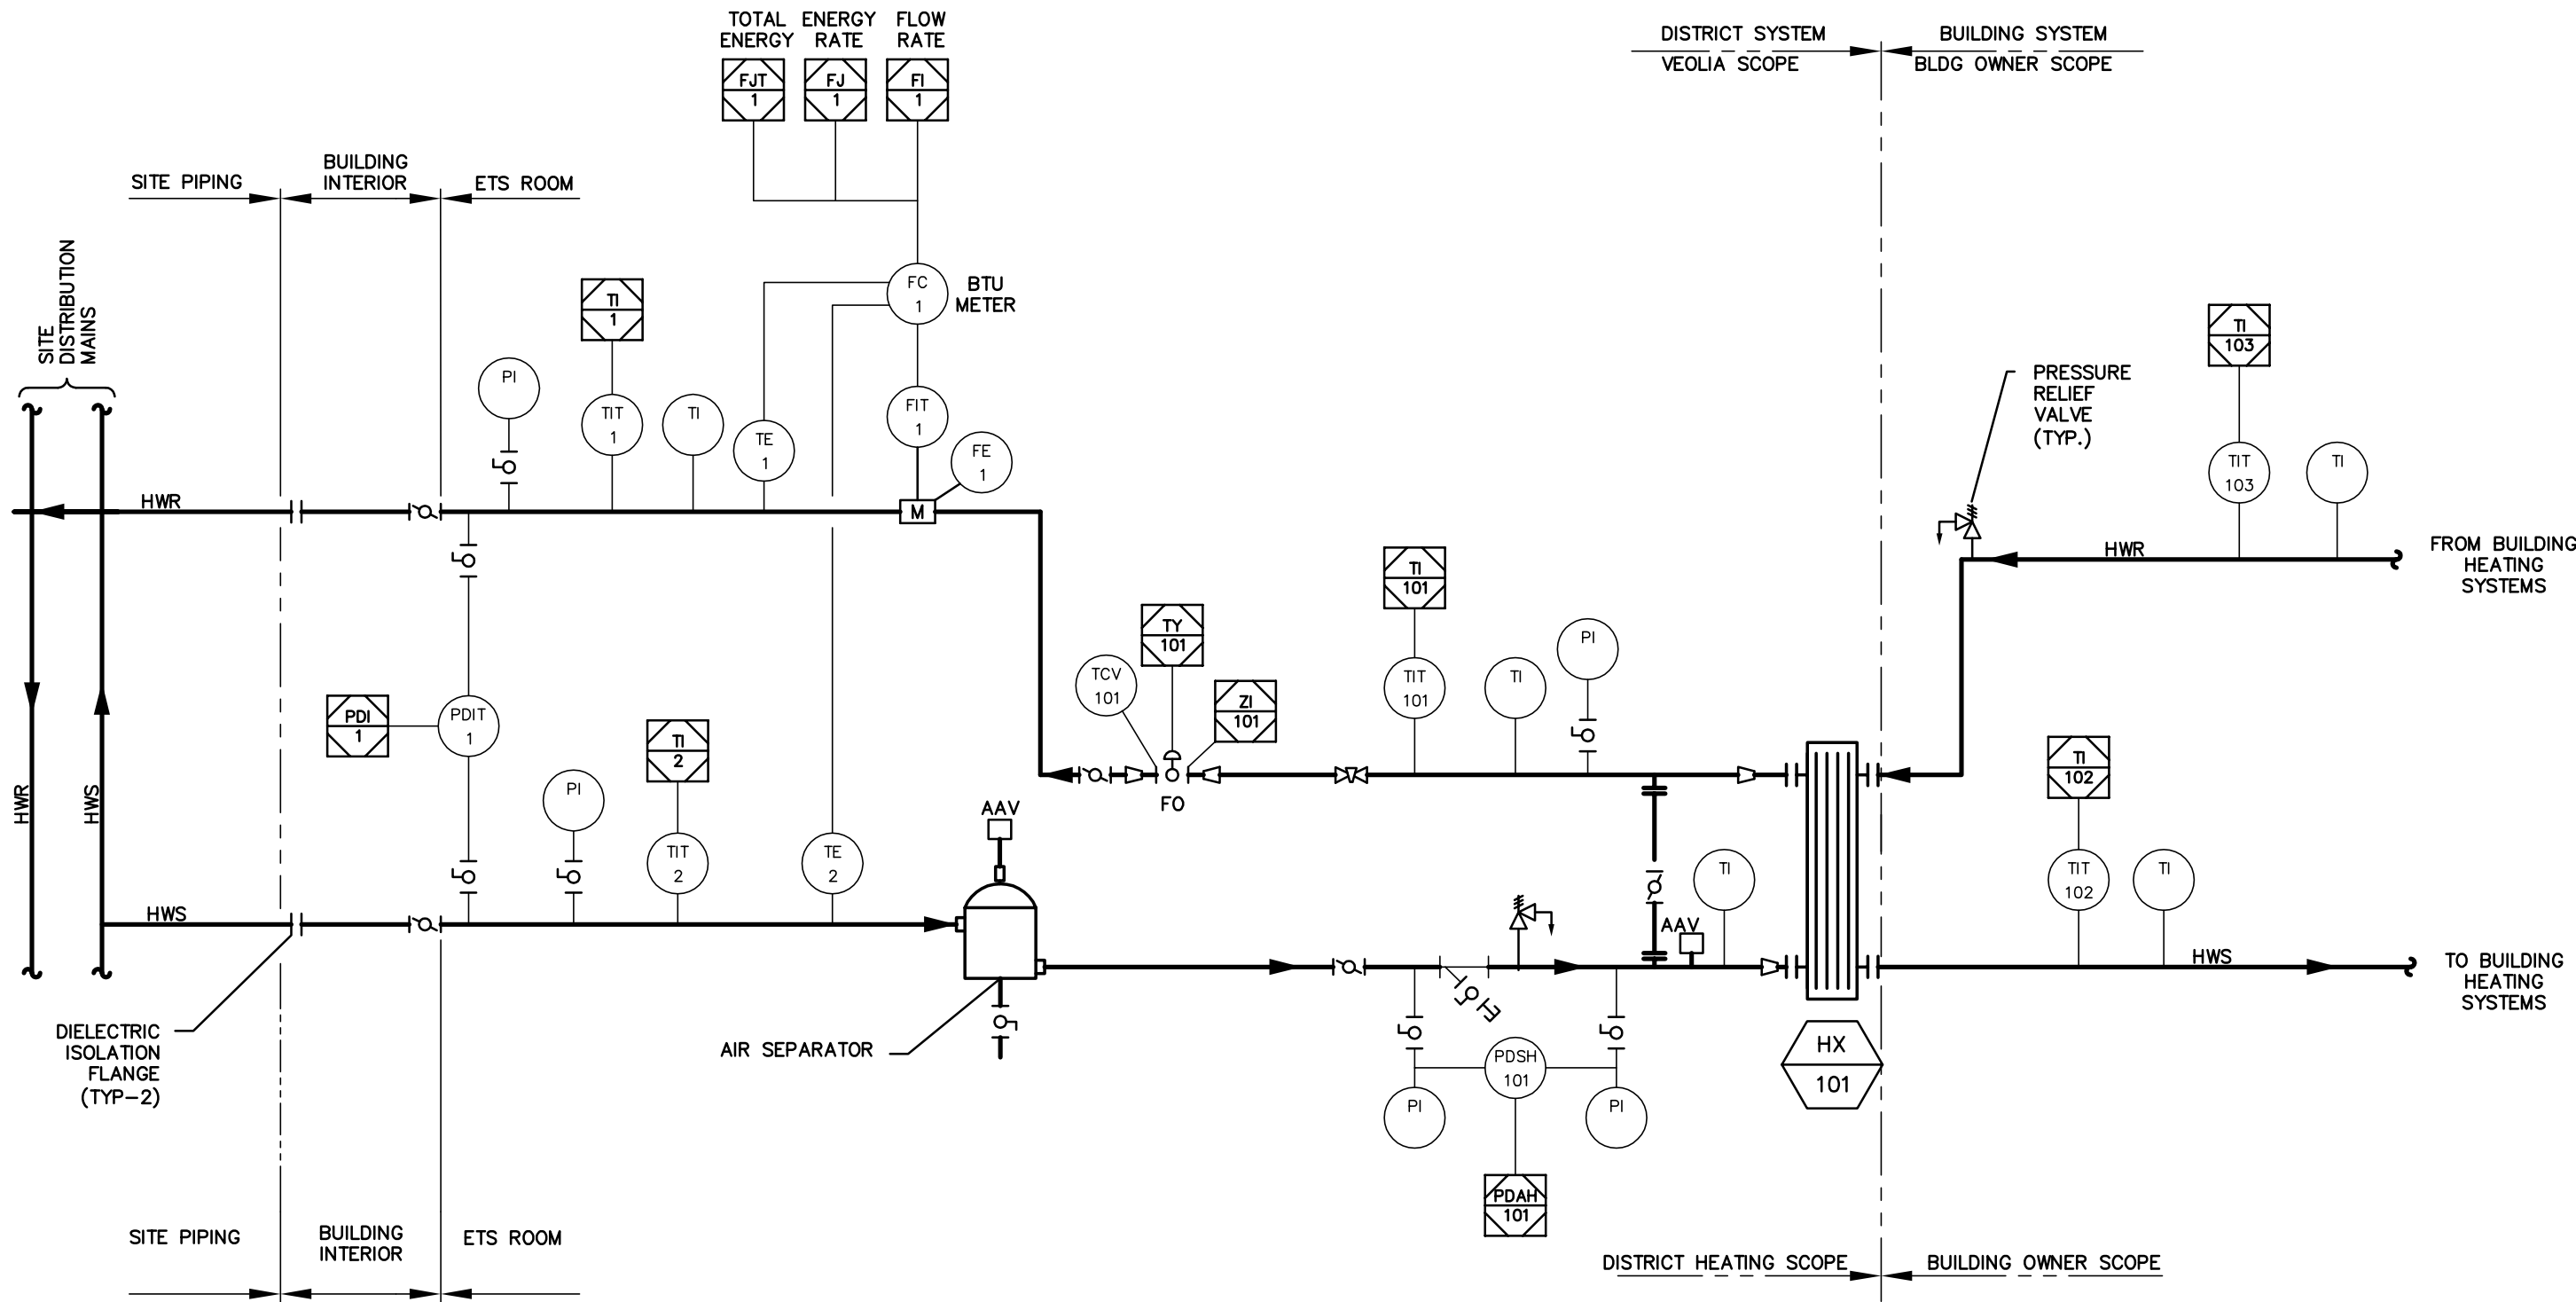 TOTAL ENERGY
ENERGY RATE
FLOW RATE
FJT
1
FJ
1
FI
1
DISTRICT SYSTEM
VEOLIA SCOPE
BUILDING SYSTEM
BLDG OWNER SCOPE
SITE PIPING
BUILDING
INTERIOR
ETS ROOM
SITE
DISTRIBUTION
MAINS
FC
1
BTU
METER
TI
1
PI
TIT
1
TI
TE
1
FIT
1
FE
1
M
HWR
PRESSURE
RELIEF
VALVE
(TYP.)
TI
103
TIT
103
TI
HWR
FROM BUILDING
HEATING
SYSTEMS
TI
101
TY
101
TCV
101
ZI
101
TIT
101
TI
PI
FO
PDI
1
PDIT
1
TI
2
PI
TIT
2
TE
2
AAV
HWR
HWS
HWS
TI
102
TIT
102
TI
TI
AAV
HWS
TO BUILDING
HEATING
SYSTEMS
DIELECTRIC
ISOLATION
FLANGE
(TYP-2)
AIR SEPARATOR
PI
PDSH
101
PI
PDAH
101
HX
101
SITE PIPING
BUILDING
INTERIOR
ETS ROOM
DISTRICT HEATING SCOPE
BUILDING OWNER SCOPE